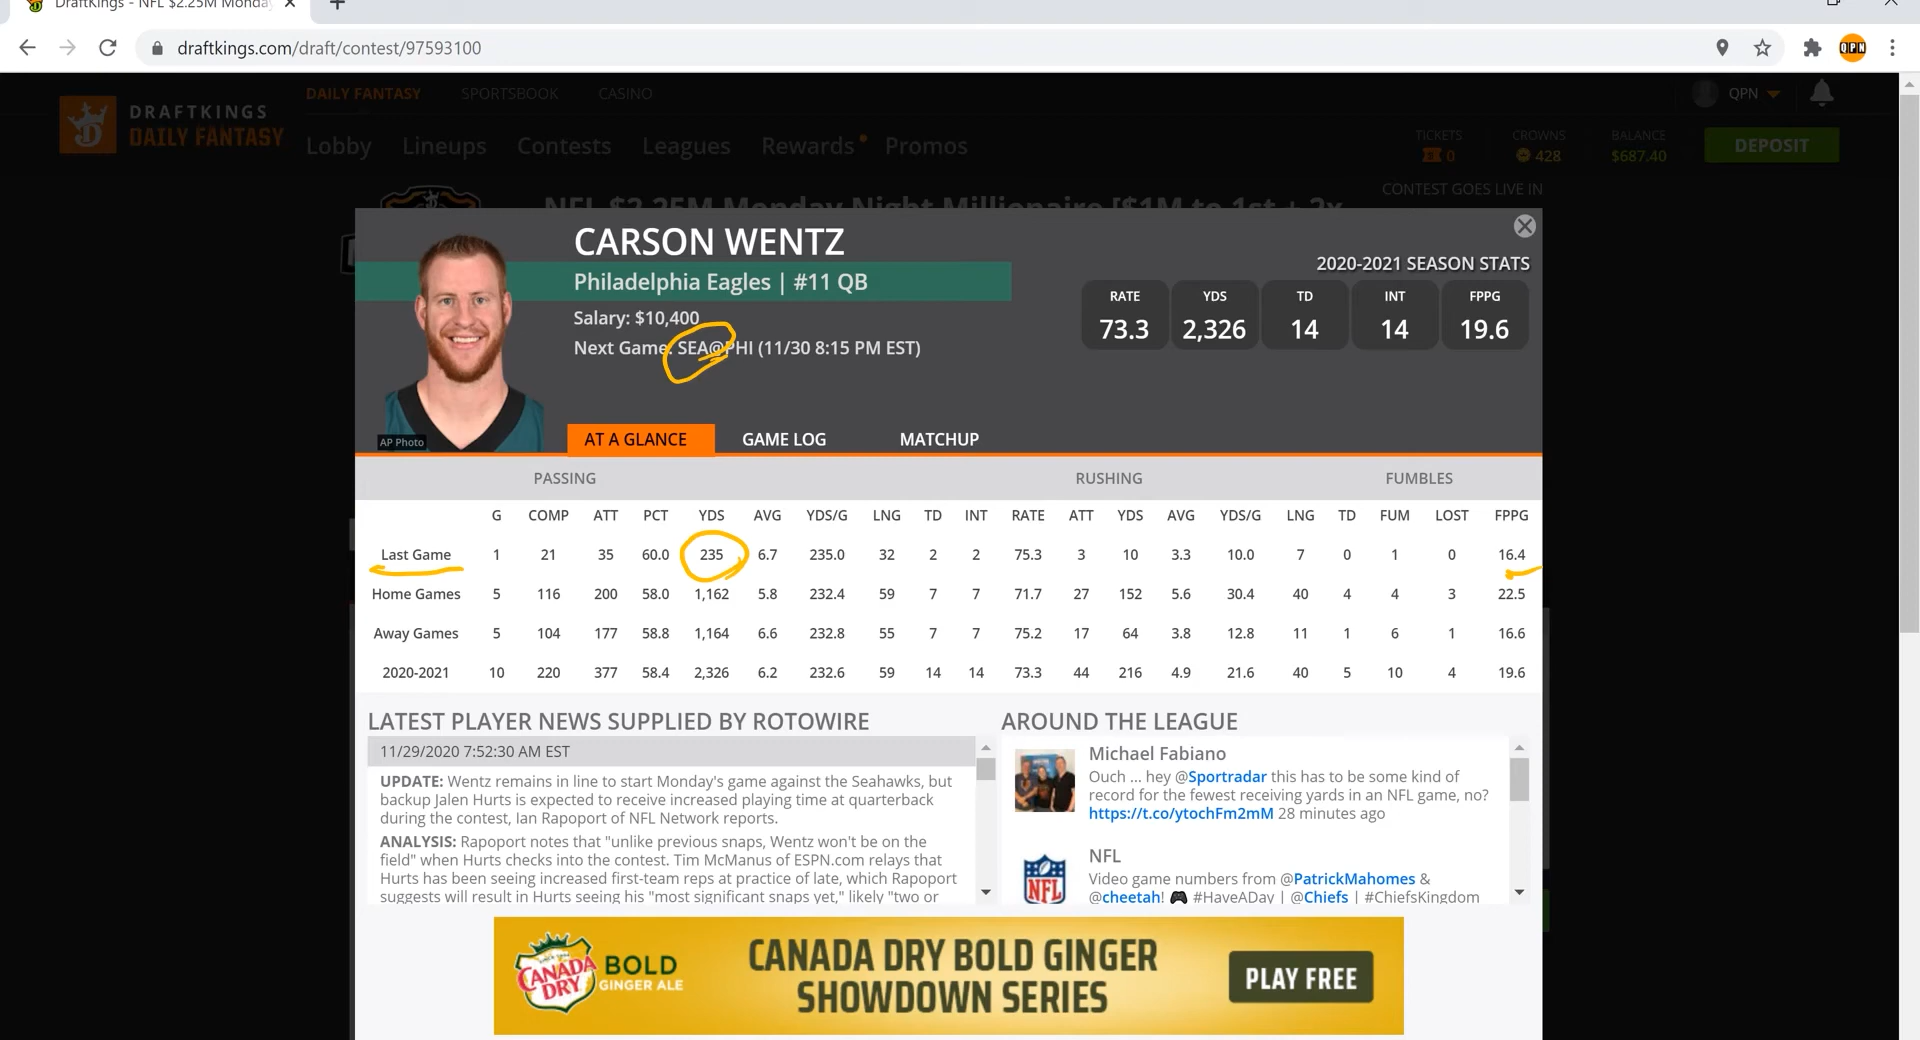 DraftKings - NFL $2.25M Monday
draftkings.com/draft/contest/97593100
QPN
DAILY FANTASY SPORTSBOOK CASINO
QPN
DRAFTKINGS
DAILY FANTASY
Lobby Lineups Contests Leagues Rewards Promos
TICKETS CROWNS BALANCE
0 428 $687.40
DEPOSIT
CONTEST GOES LIVE IN
NFL $2.25M Monday Night Millionaire [$1M to 1st + 2x
CARSON WENTZ
Philadelphia Eagles | #11 QB
Salary: $10,400
Next Game: SEA@PHI (11/30 8:15 PM EST)
2020-2021 SEASON STATS
RATE YDS TD INT FPPG
73.3 2,326 14 14 19.6
AP Photo
AT A GLANCE GAME LOG MATCHUP
PASSING RUSHING FUMBLES
G COMP ATT PCT YDS AVG YDS/G LNG TD INT RATE ATT YDS AVG YDS/G LNG TD FUM LOST FPPG
Last Game 1 21 35 60.0 235 6.7 235.0 32 2 2 75.3 3 10 3.3 10.0 7 0 1 0 16.4
Home Games 5 116 200 58.0 1,162 5.8 232.4 59 7 7 71.7 27 152 5.6 30.4 40 4 4 3 22.5
Away Games 5 104 177 58.8 1,164 6.6 232.8 55 7 7 75.2 17 64 3.8 12.8 11 1 6 1 16.6
2020-2021 10 220 377 58.4 2,326 6.2 232.6 59 14 14 73.3 44 216 4.9 21.6 40 5 10 4 19.6
LATEST PLAYER NEWS SUPPLIED BY ROTOWIRE
11/29/2020 7:52:30 AM EST
UPDATE: Wentz remains in line to start Monday's game against the Seahawks, but
backup Jalen Hurts is expected to receive increased playing time at quarterback
during the contest, Ian Rapoport of NFL Network reports.
ANALYSIS: Rapoport notes that "unlike previous snaps, Wentz won't be on the
field" when Hurts checks into the contest. Tim McManus of ESPN.com relays that
Hurts has been seeing increased first-team reps at practice of late, which Rapoport
suggests will result in Hurts seeing his "most significant snaps yet," likely "two or
AROUND THE LEAGUE
Michael Fabiano
Ouch ... hey @Sportradar this has to be some kind of
record for the fewest receiving yards in an NFL game, no?
https://t.co/ytochFm2mM 28 minutes ago
NFL
NFL
Video game numbers from @PatrickMahomes &
@cheetah! 🎮 #HaveADay | @Chiefs | #ChiefsKingdom
CANADA DRY
BOLD
GINGER ALE
CANADA DRY BOLD GINGER
SHOWDOWN SERIES
PLAY FREE